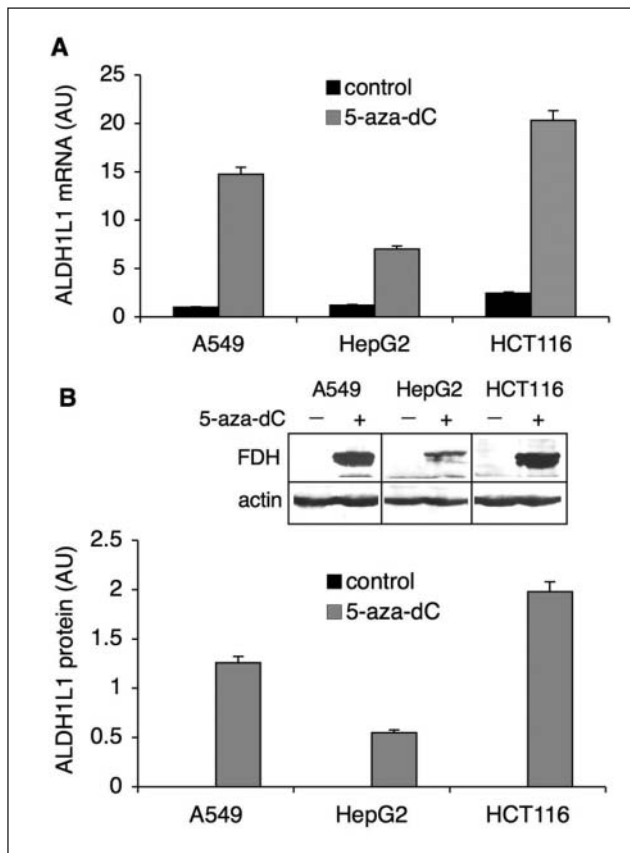 A
ALDH1L1 mRNA (AU)
25
20
15
10
5
0
control
5-aza-dC
A549 HepG2 HCT116
B
A549 HepG2 HCT116
5-aza-dC — + — + — +
FDH
actin
ALDH1L1 protein (AU)
2.5
2
1.5
1
0.5
0
control
5-aza-dC
A549 HepG2 HCT116